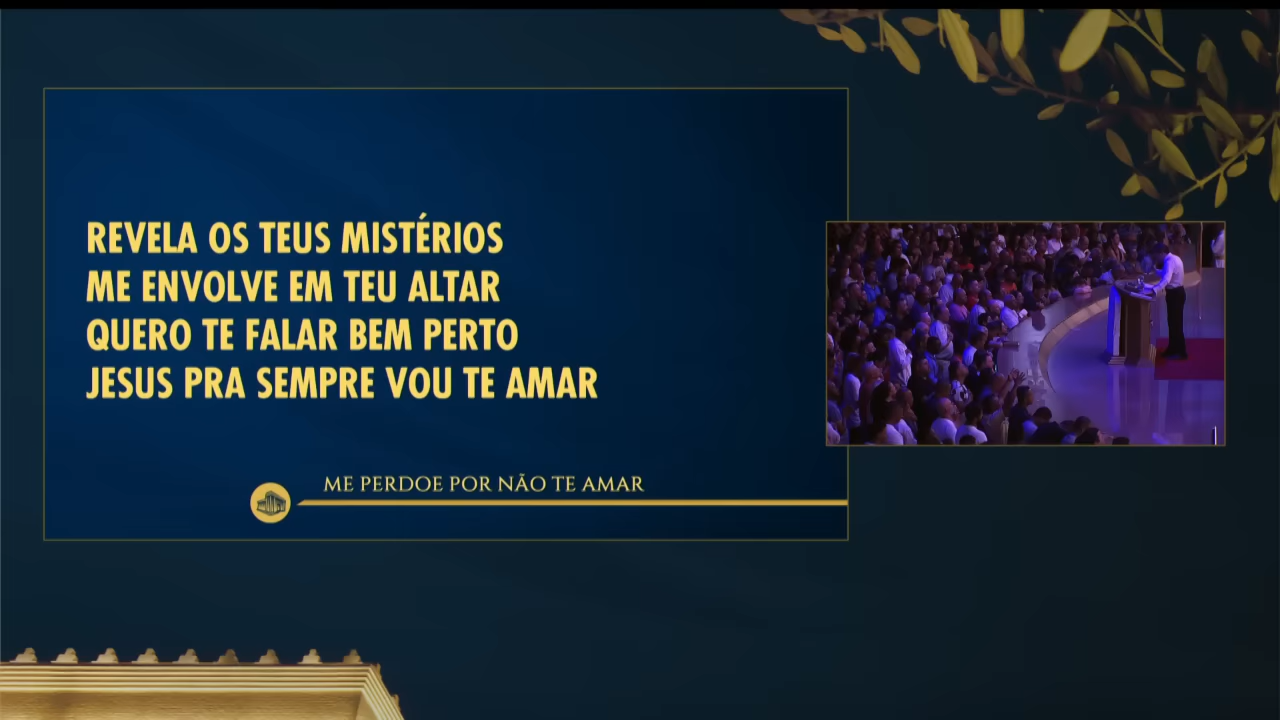 REVELA OS TEUS MISTÉRIOS
ME ENVOLVE EM TEU ALTAR
QUERO TE FALAR BEM PERTO
JESUS PRA SEMPRE VOU TE AMAR
ME PERDOE POR NÃO TE AMAR